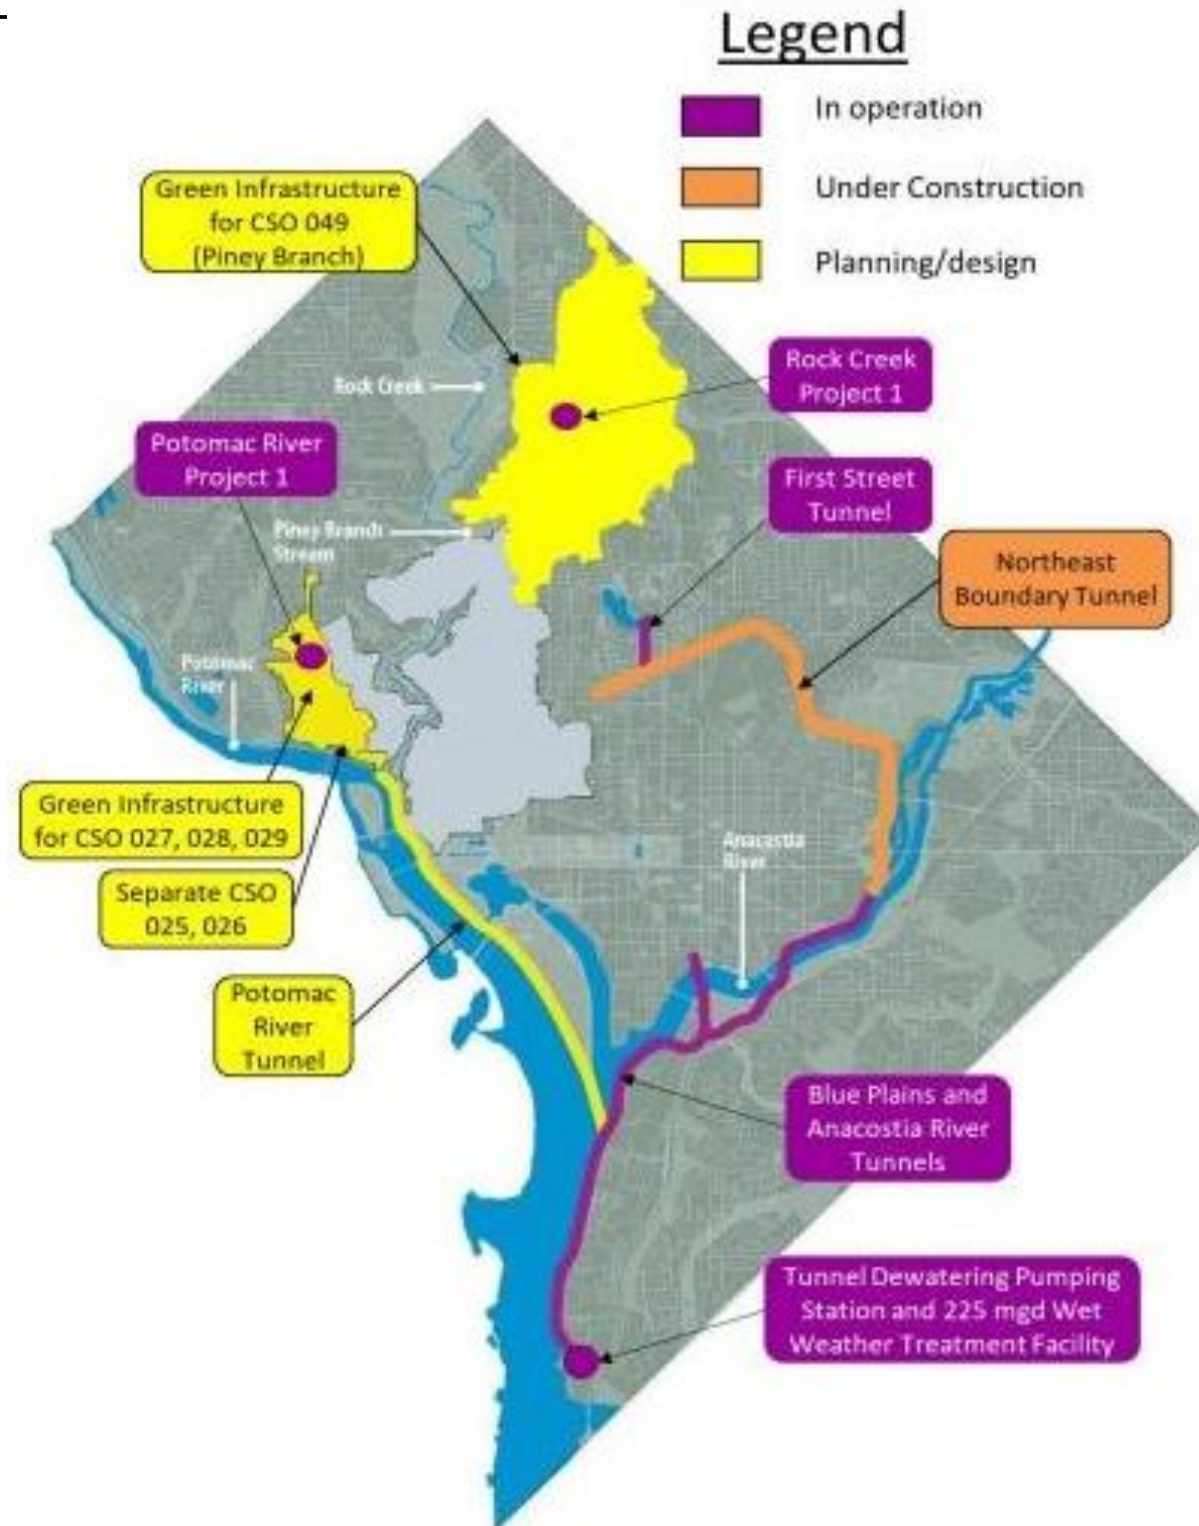 Legend
In operation
Under Construction
Planning/design
Green Infrastructure
for CSO 049
(Piney Branch)
Rock Creek
Project 1
Rock Creek
Potomac River
Project 1
First Street
Tunnel
Piney Branch
Stream
Northeast
Boundary Tunnel
Potomac
River
Green Infrastructure
for CSO 027, 028, 029
Anacostia
River
Separate CSO
025, 026
Potomac
River
Tunnel
Blue Plains and
Anacostia River
Tunnels
Tunnel Dewatering Pumping
Station and 225 mgd Wet
Weather Treatment Facility